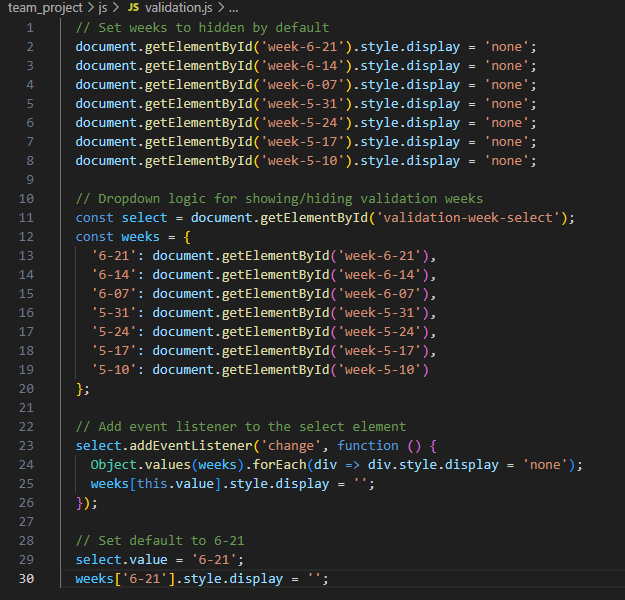 team_project > js > JS validation.js > ...
1 // Set weeks to hidden by default
2 document.getElementById('week-6-21').style.display = 'none';
3 document.getElementById('week-6-14').style.display = 'none';
4 document.getElementById('week-6-07').style.display = 'none';
5 document.getElementById('week-5-31').style.display = 'none';
6 document.getElementById('week-5-24').style.display = 'none';
7 document.getElementById('week-5-17').style.display = 'none';
8 document.getElementById('week-5-10').style.display = 'none';
9
10 // Dropdown logic for showing/hiding validation weeks
11 const select = document.getElementById('validation-week-select');
12 const weeks = {
13   '6-21': document.getElementById('week-6-21'),
14   '6-14': document.getElementById('week-6-14'),
15   '6-07': document.getElementById('week-6-07'),
16   '5-31': document.getElementById('week-5-31'),
17   '5-24': document.getElementById('week-5-24'),
18   '5-17': document.getElementById('week-5-17'),
19   '5-10': document.getElementById('week-5-10')
20 };
21
22 // Add event listener to the select element
23 select.addEventListener('change', function () {
24   Object.values(weeks).forEach(div => div.style.display = 'none');
25   weeks[this.value].style.display = '';
26 });
27
28 // Set default to 6-21
29 select.value = '6-21';
30 weeks['6-21'].style.display = '';